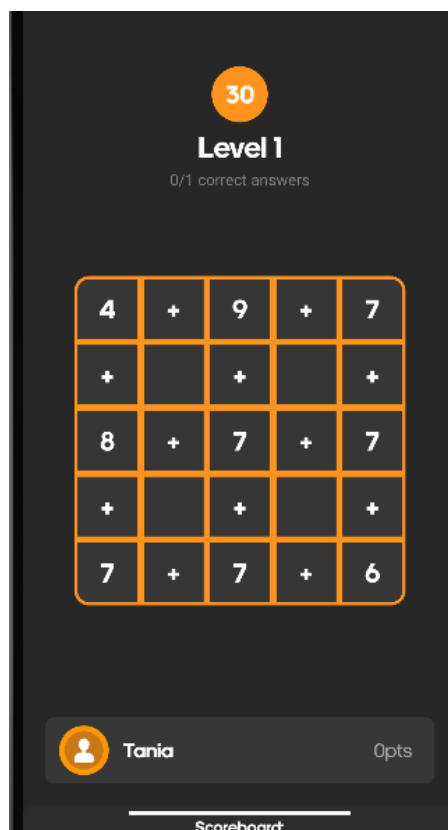 30
Level 1
0/1 correct answers
4 + 9 + 7
+ + +
8 + 7 + 7
+ + +
7 + 7 + 6
Tania 0pts
Scoreboard